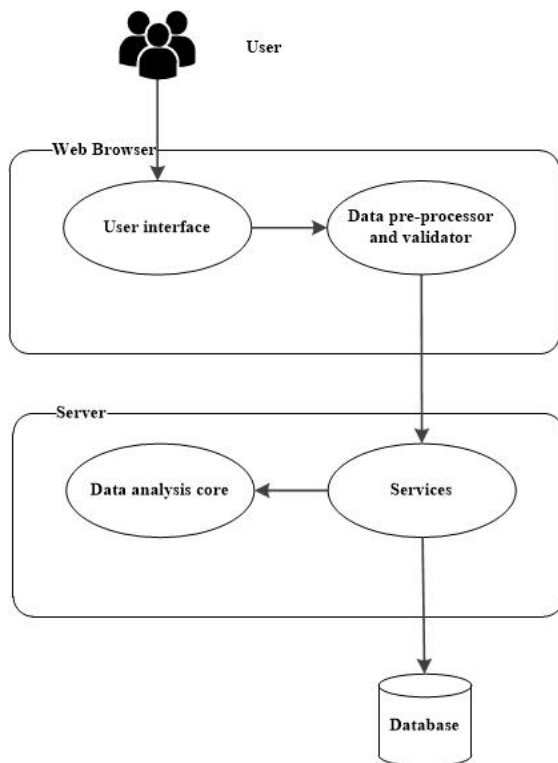 User
Web Browser
User interface
Data pre-processor
and validator
Server
Data analysis core
Services
Database